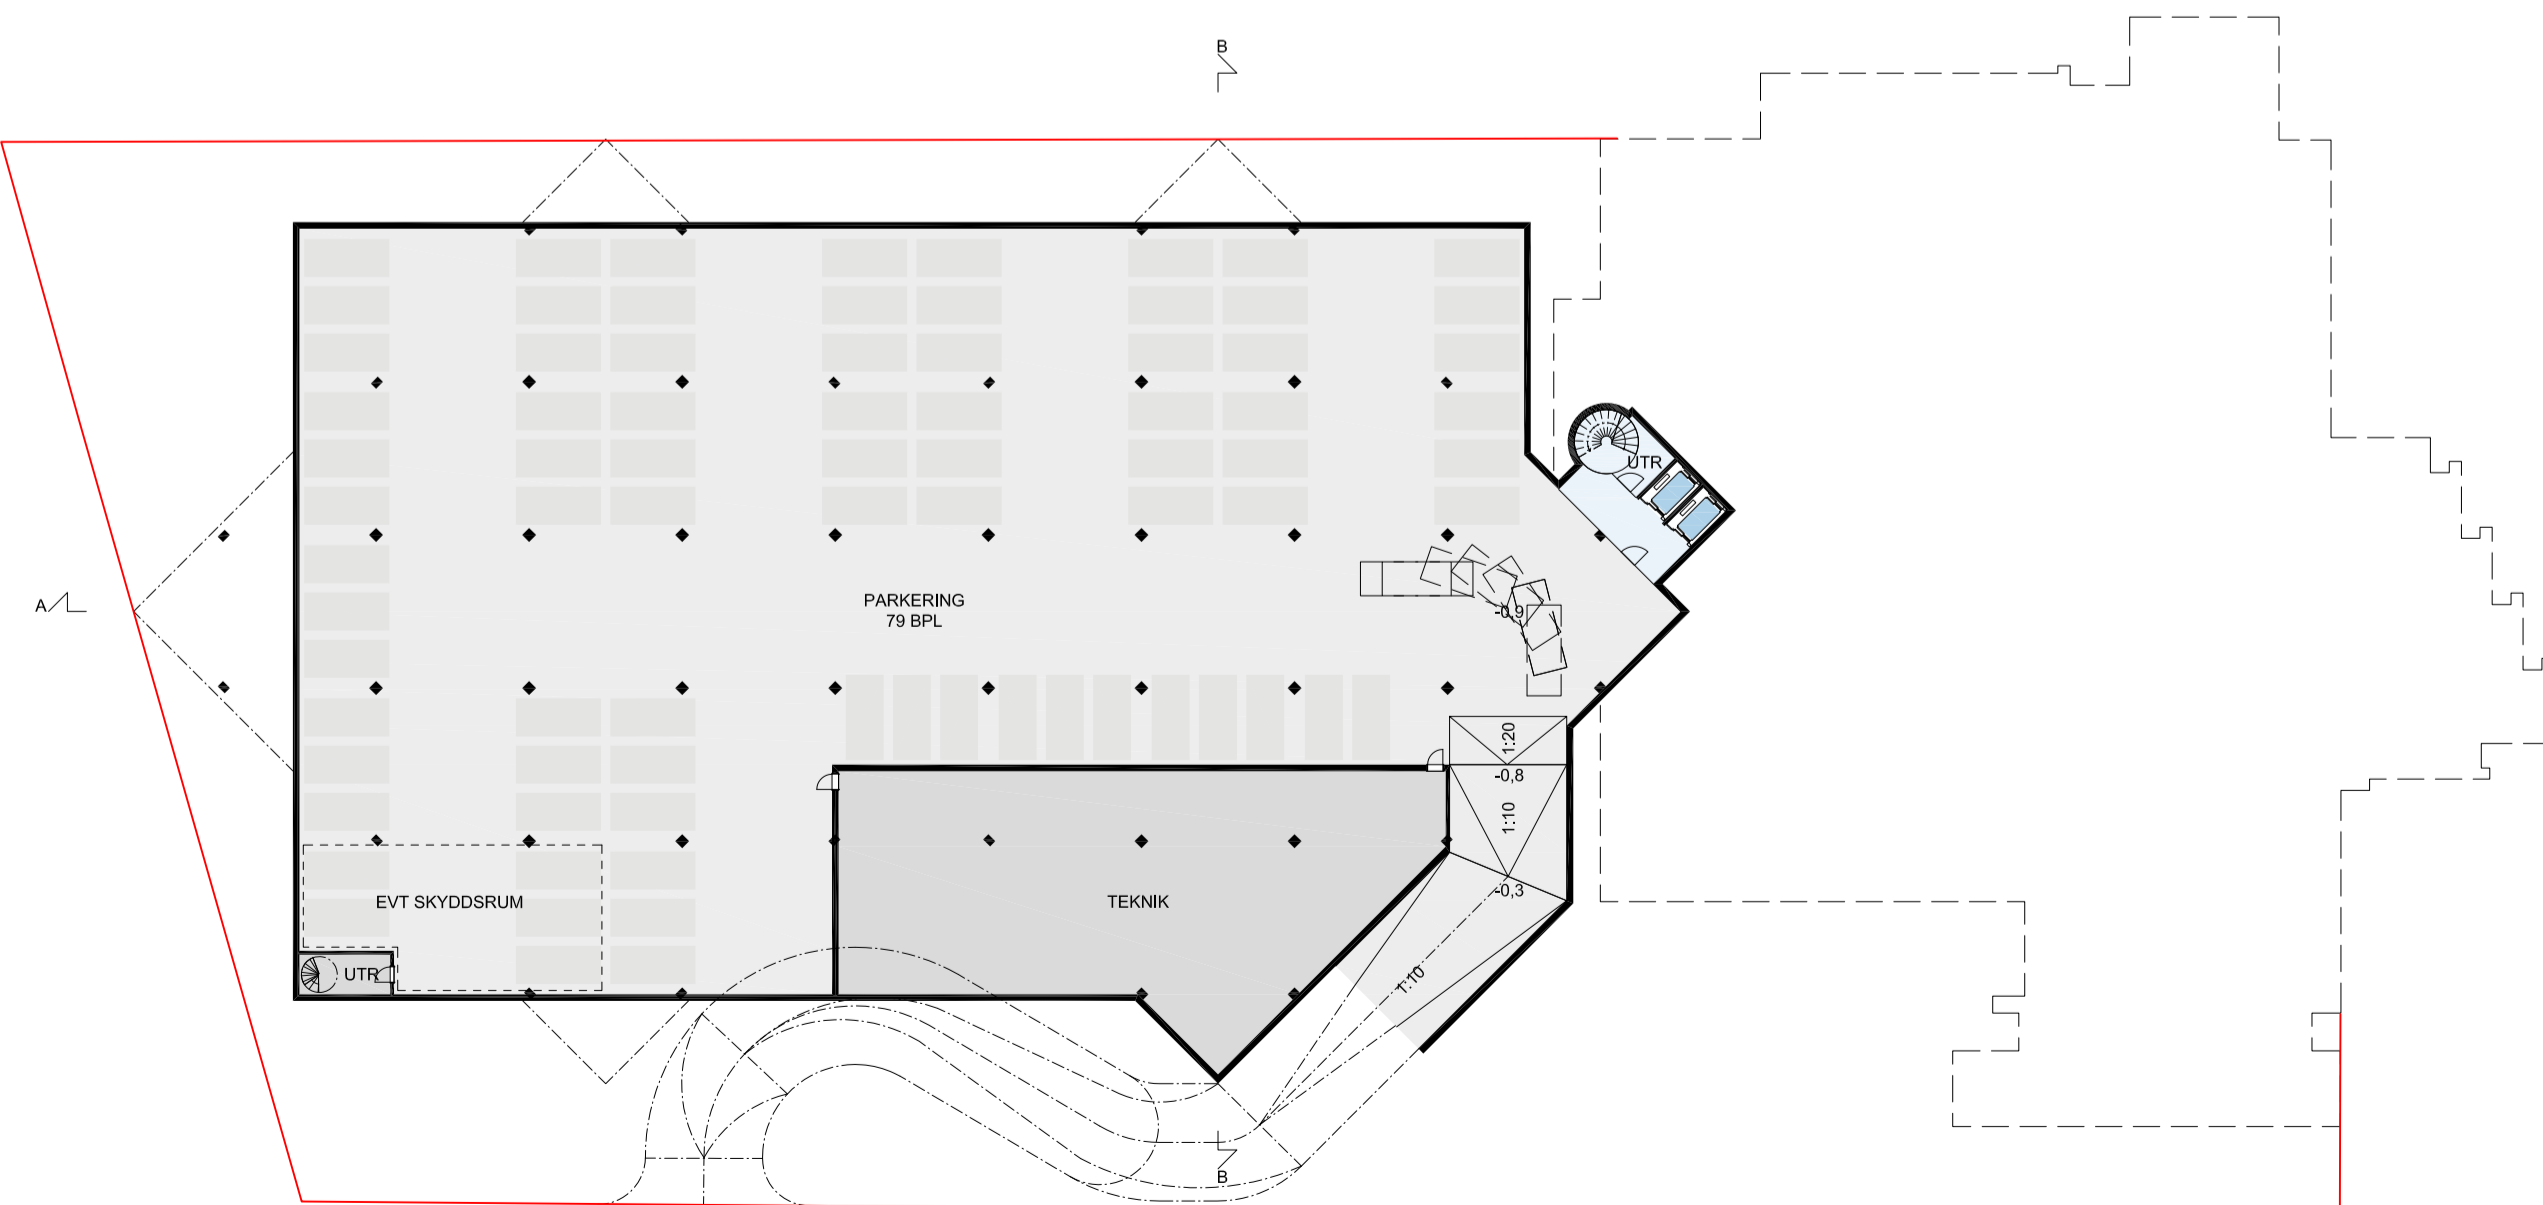 B
UTR
A
PARKERING
79 BPL
-0,9
1:20
-0,8
1:10
-0,3
EVT SKYDDSRUM
TEKNIK
UTR
1:10
B